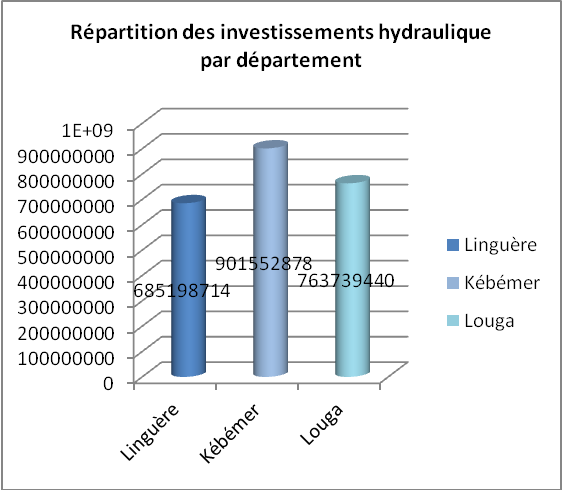 Répartition des investissements hydraulique
par département
1E+09
900000000
800000000
700000000
600000000
500000000
400000000
300000000
200000000
100000000
0
685198714
901552878
763739440
Linguère
Kébémer
Louga
Linguère
Kébémer
Louga